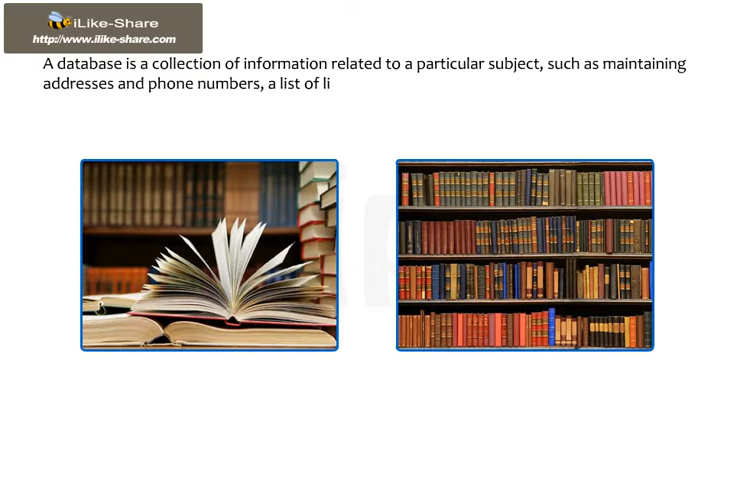 iLike-Share
http://www.ilike-share.com
A database is a collection of information related to a particular subject, such as maintaining
addresses and phone numbers, a list of li